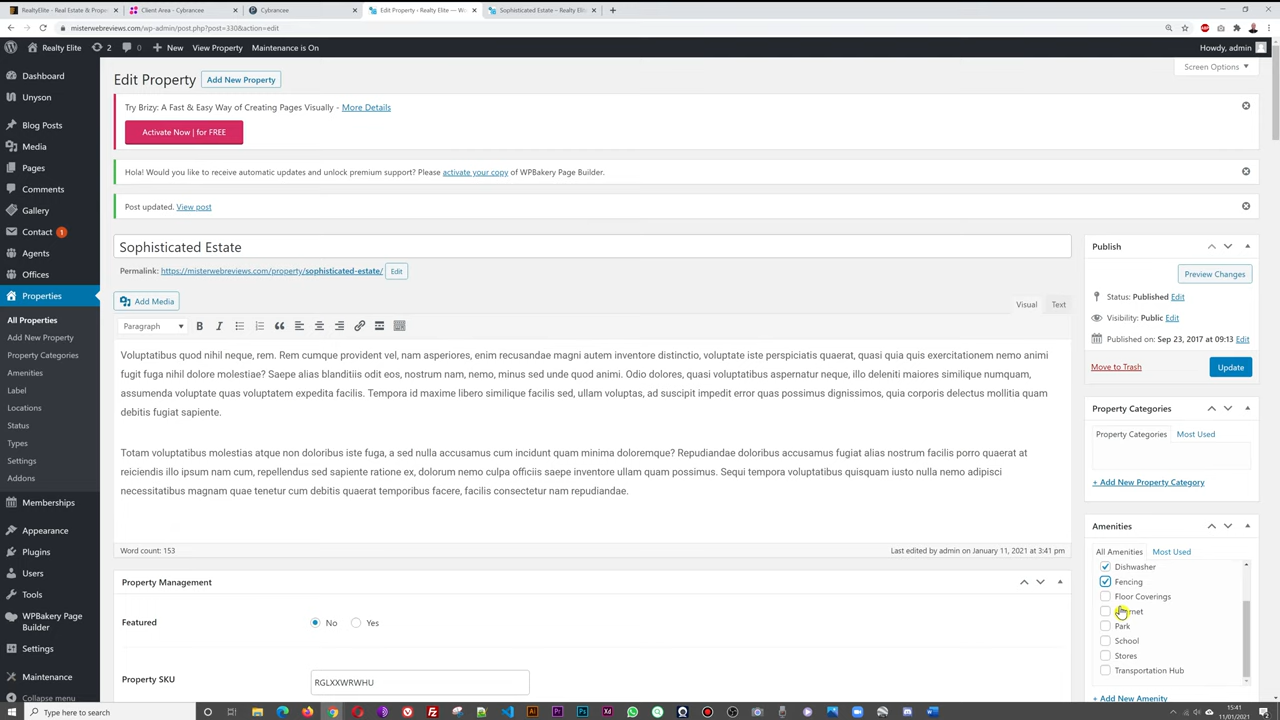 RealtyElite - Real Estate & Prope
Client Area - Cybrancee
Cybrancee
Edit Property ‹ Realty Elite — Wo
Sophisticated Estate – Realty Elit
misterwebreviews.com/wp-admin/post.php?post=330&action=edit
Realty Elite 2 0 New View Property Maintenance is On
Howdy, admin
Screen Options
Dashboard
Unyson
Blog Posts
Media
Pages
Comments
Gallery
Contact 1
Agents
Offices
Properties
All Properties
Add New Property
Property Categories
Amenities
Label
Locations
Status
Types
Settings
Addons
Memberships
Appearance
Plugins
Users
Tools
WPBakery Page
Builder
Settings
Maintenance
Collapse menu
Edit Property Add New Property
Try Brizy: A Fast & Easy Way of Creating Pages Visually - More Details
Activate Now | for FREE
Hola! Would you like to receive automatic updates and unlock premium support? Please activate your copy of WPBakery Page Builder.
Post updated. View post
Sophisticated Estate
Permalink: https://misterwebreviews.com/property/sophisticated-estate/ Edit
Add Media
Visual Text
Paragraph
Voluptatibus quod nihil neque, rem. Rem cumque provident vel, nam asperiores, enim recusandae magni autem inventore distinctio, voluptate iste perspiciatis quaerat, quasi quia quis exercitationem nemo animi
fugit fuga nihil dolore molestiae? Saepe alias blanditiis odit eos, nostrum nam, nemo, minus sed unde quod animi. Odio dolores, quasi voluptatibus aspernatur neque, illo deleniti maiores similique numquam,
assumenda voluptate quas voluptatem expedita facilis. Tempora id maxime libero similique facilis sed, ullam voluptas, ad suscipit impedit error quas possimus dignissimos, quia corporis delectus mollitia quam
debitis fugiat sapiente.
Totam voluptatibus molestias atque non doloribus iste fuga, a sed nulla accusamus cum incidunt quam minima doloremque? Repudiandae doloribus accusamus fugiat alias nostrum facilis porro quaerat at
reiciendis illo ipsum nam cum, repellendus sed sapiente ratione ex, dolorum nemo culpa officiis saepe inventore ullam quam possimus. Sequi tempora voluptatibus quisquam iusto nulla nemo adipisci
necessitatibus magnam quae tenetur cum debitis quaerat temporibus facere, facilis consectetur nam repudiandae.
Word count: 153
Last edited by admin on January 11, 2021 at 3:41 pm
Property Management
Featured
No Yes
Property SKU
RGLXXWRWHU
Publish
Preview Changes
Status: Published Edit
Visibility: Public Edit
Published on: Sep 23, 2017 at 09:13 Edit
Move to Trash
Update
Property Categories
Property Categories Most Used
+ Add New Property Category
Amenities
All Amenities Most Used
Dishwasher
Fencing
Floor Coverings
Park
School
Stores
Transportation Hub
+ Add New Amenity
Type here to search
15:41
11/01/2021